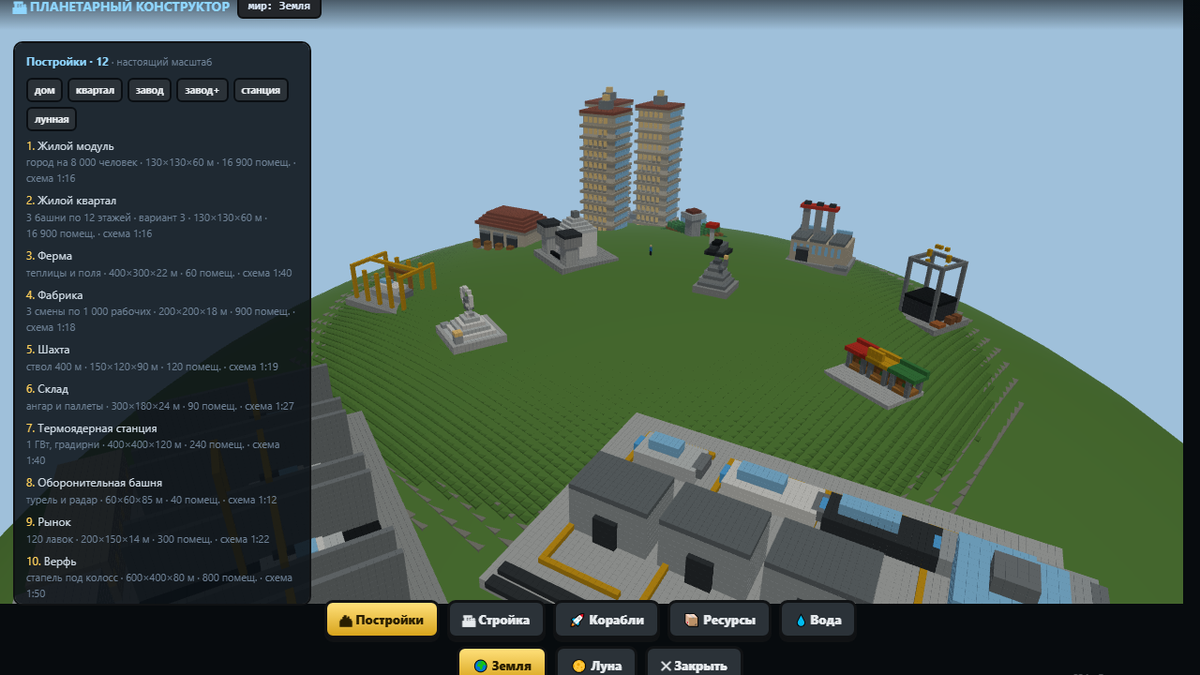 ПЛАНЕТАРНЫЙ КОНСТРУКТОР
мир: Земля
Постройки · 12 · настоящий масштаб
дом квартал завод завод+ станция
лунная
1. Жилой модуль
город на 8 000 человек · 130×130×60 м · 16 900 помещ. ·
схема 1:16
2. Жилой квартал
3 башни по 12 этажей · вариант 3 · 130×130×60 м ·
16 900 помещ. · схема 1:16
3. Ферма
теплицы и поля · 400×300×22 м · 60 помещ. · схема 1:40
4. Фабрика
3 смены по 1 000 рабочих · 200×200×18 м · 900 помещ. ·
схема 1:18
5. Шахта
ствол 400 м · 150×120×90 м · 120 помещ. · схема 1:19
6. Склад
ангар и паллеты · 300×180×24 м · 90 помещ. · схема 1:27
7. Термоядерная станция
1 ГВт, градирни · 400×400×120 м · 240 помещ. · схема
1:40
8. Оборонительная башня
турель и радар · 60×60×85 м · 40 помещ. · схема 1:12
9. Рынок
120 лавок · 200×150×14 м · 300 помещ. · схема 1:22
10. Верфь
стапель под колосс · 600×400×80 м · 800 помещ. · схема
1:50
Постройки Стройка Корабли Ресурсы Вода
Земля Луна Закрыть